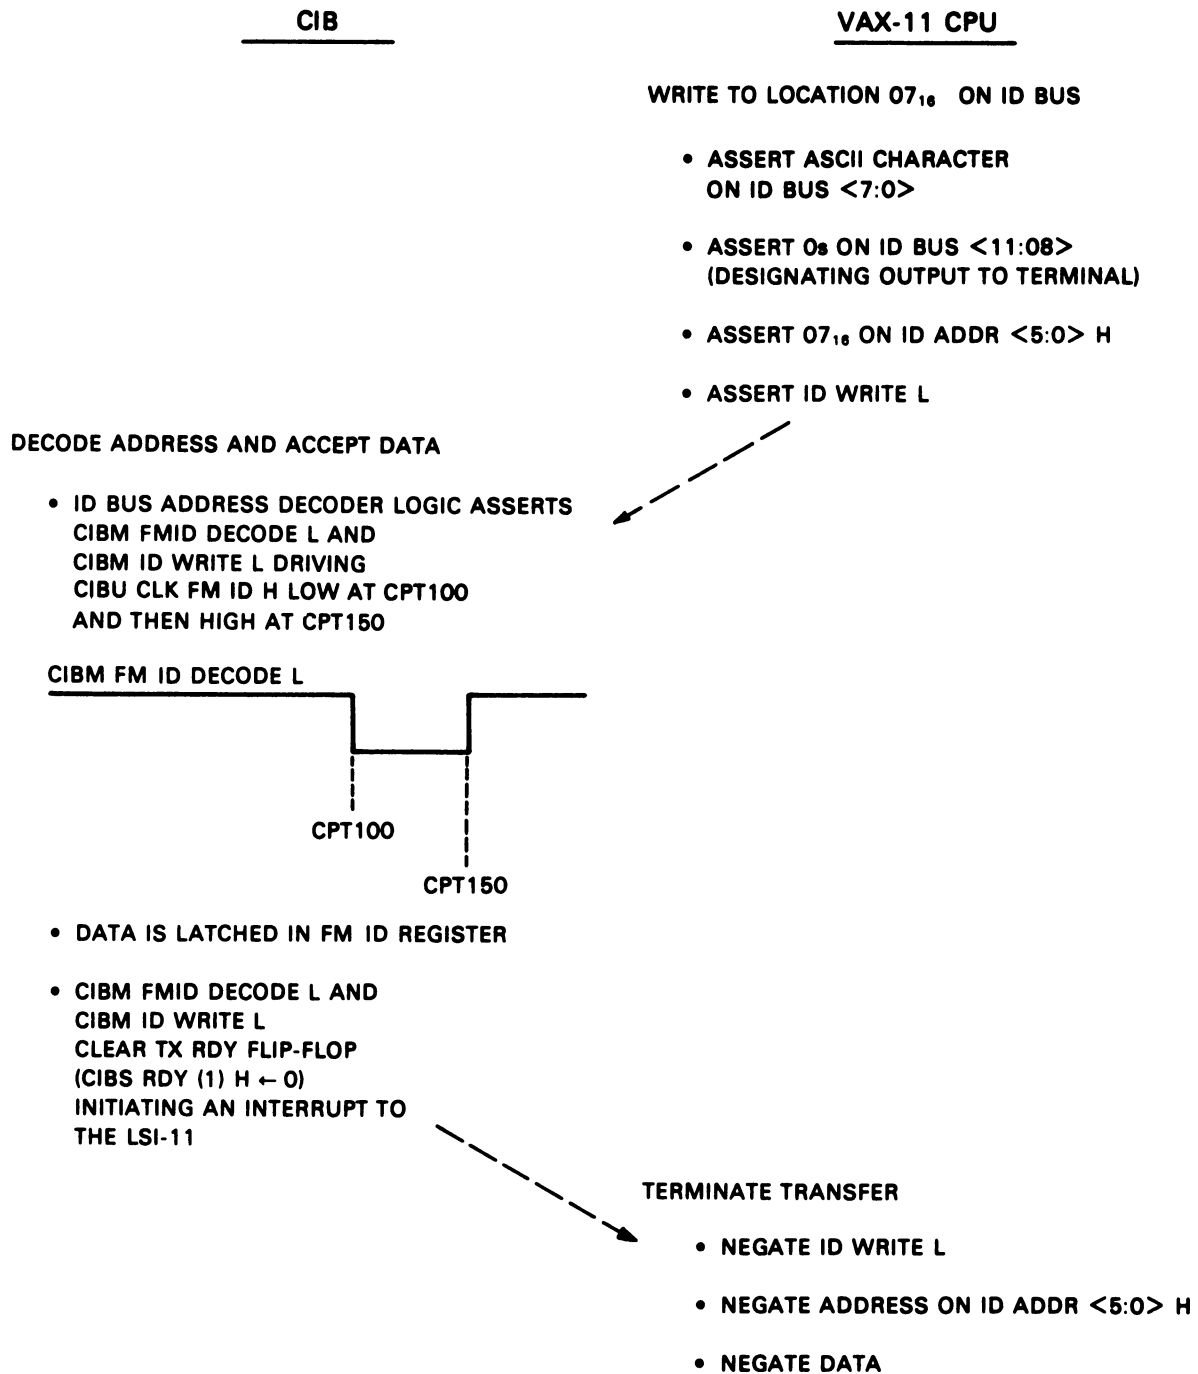 CIB
VAX-11 CPU
WRITE TO LOCATION 07₁₆ ON ID BUS
• ASSERT ASCII CHARACTER
ON ID BUS <7:0>
• ASSERT 0s ON ID BUS <11:08>
(DESIGNATING OUTPUT TO TERMINAL)
• ASSERT 07₁₆ ON ID ADDR <5:0> H
• ASSERT ID WRITE L
DECODE ADDRESS AND ACCEPT DATA
• ID BUS ADDRESS DECODER LOGIC ASSERTS
CIBM FMID DECODE L AND
CIBM ID WRITE L DRIVING
CIBU CLK FM ID H LOW AT CPT100
AND THEN HIGH AT CPT150
CIBM FM ID DECODE L
CPT100
CPT150
• DATA IS LATCHED IN FM ID REGISTER
• CIBM FMID DECODE L AND
CIBM ID WRITE L
CLEAR TX RDY FLIP-FLOP
(CIBS RDY (1) H ← 0)
INITIATING AN INTERRUPT TO
THE LSI-11
TERMINATE TRANSFER
• NEGATE ID WRITE L
• NEGATE ADDRESS ON ID ADDR <5:0> H
• NEGATE DATA